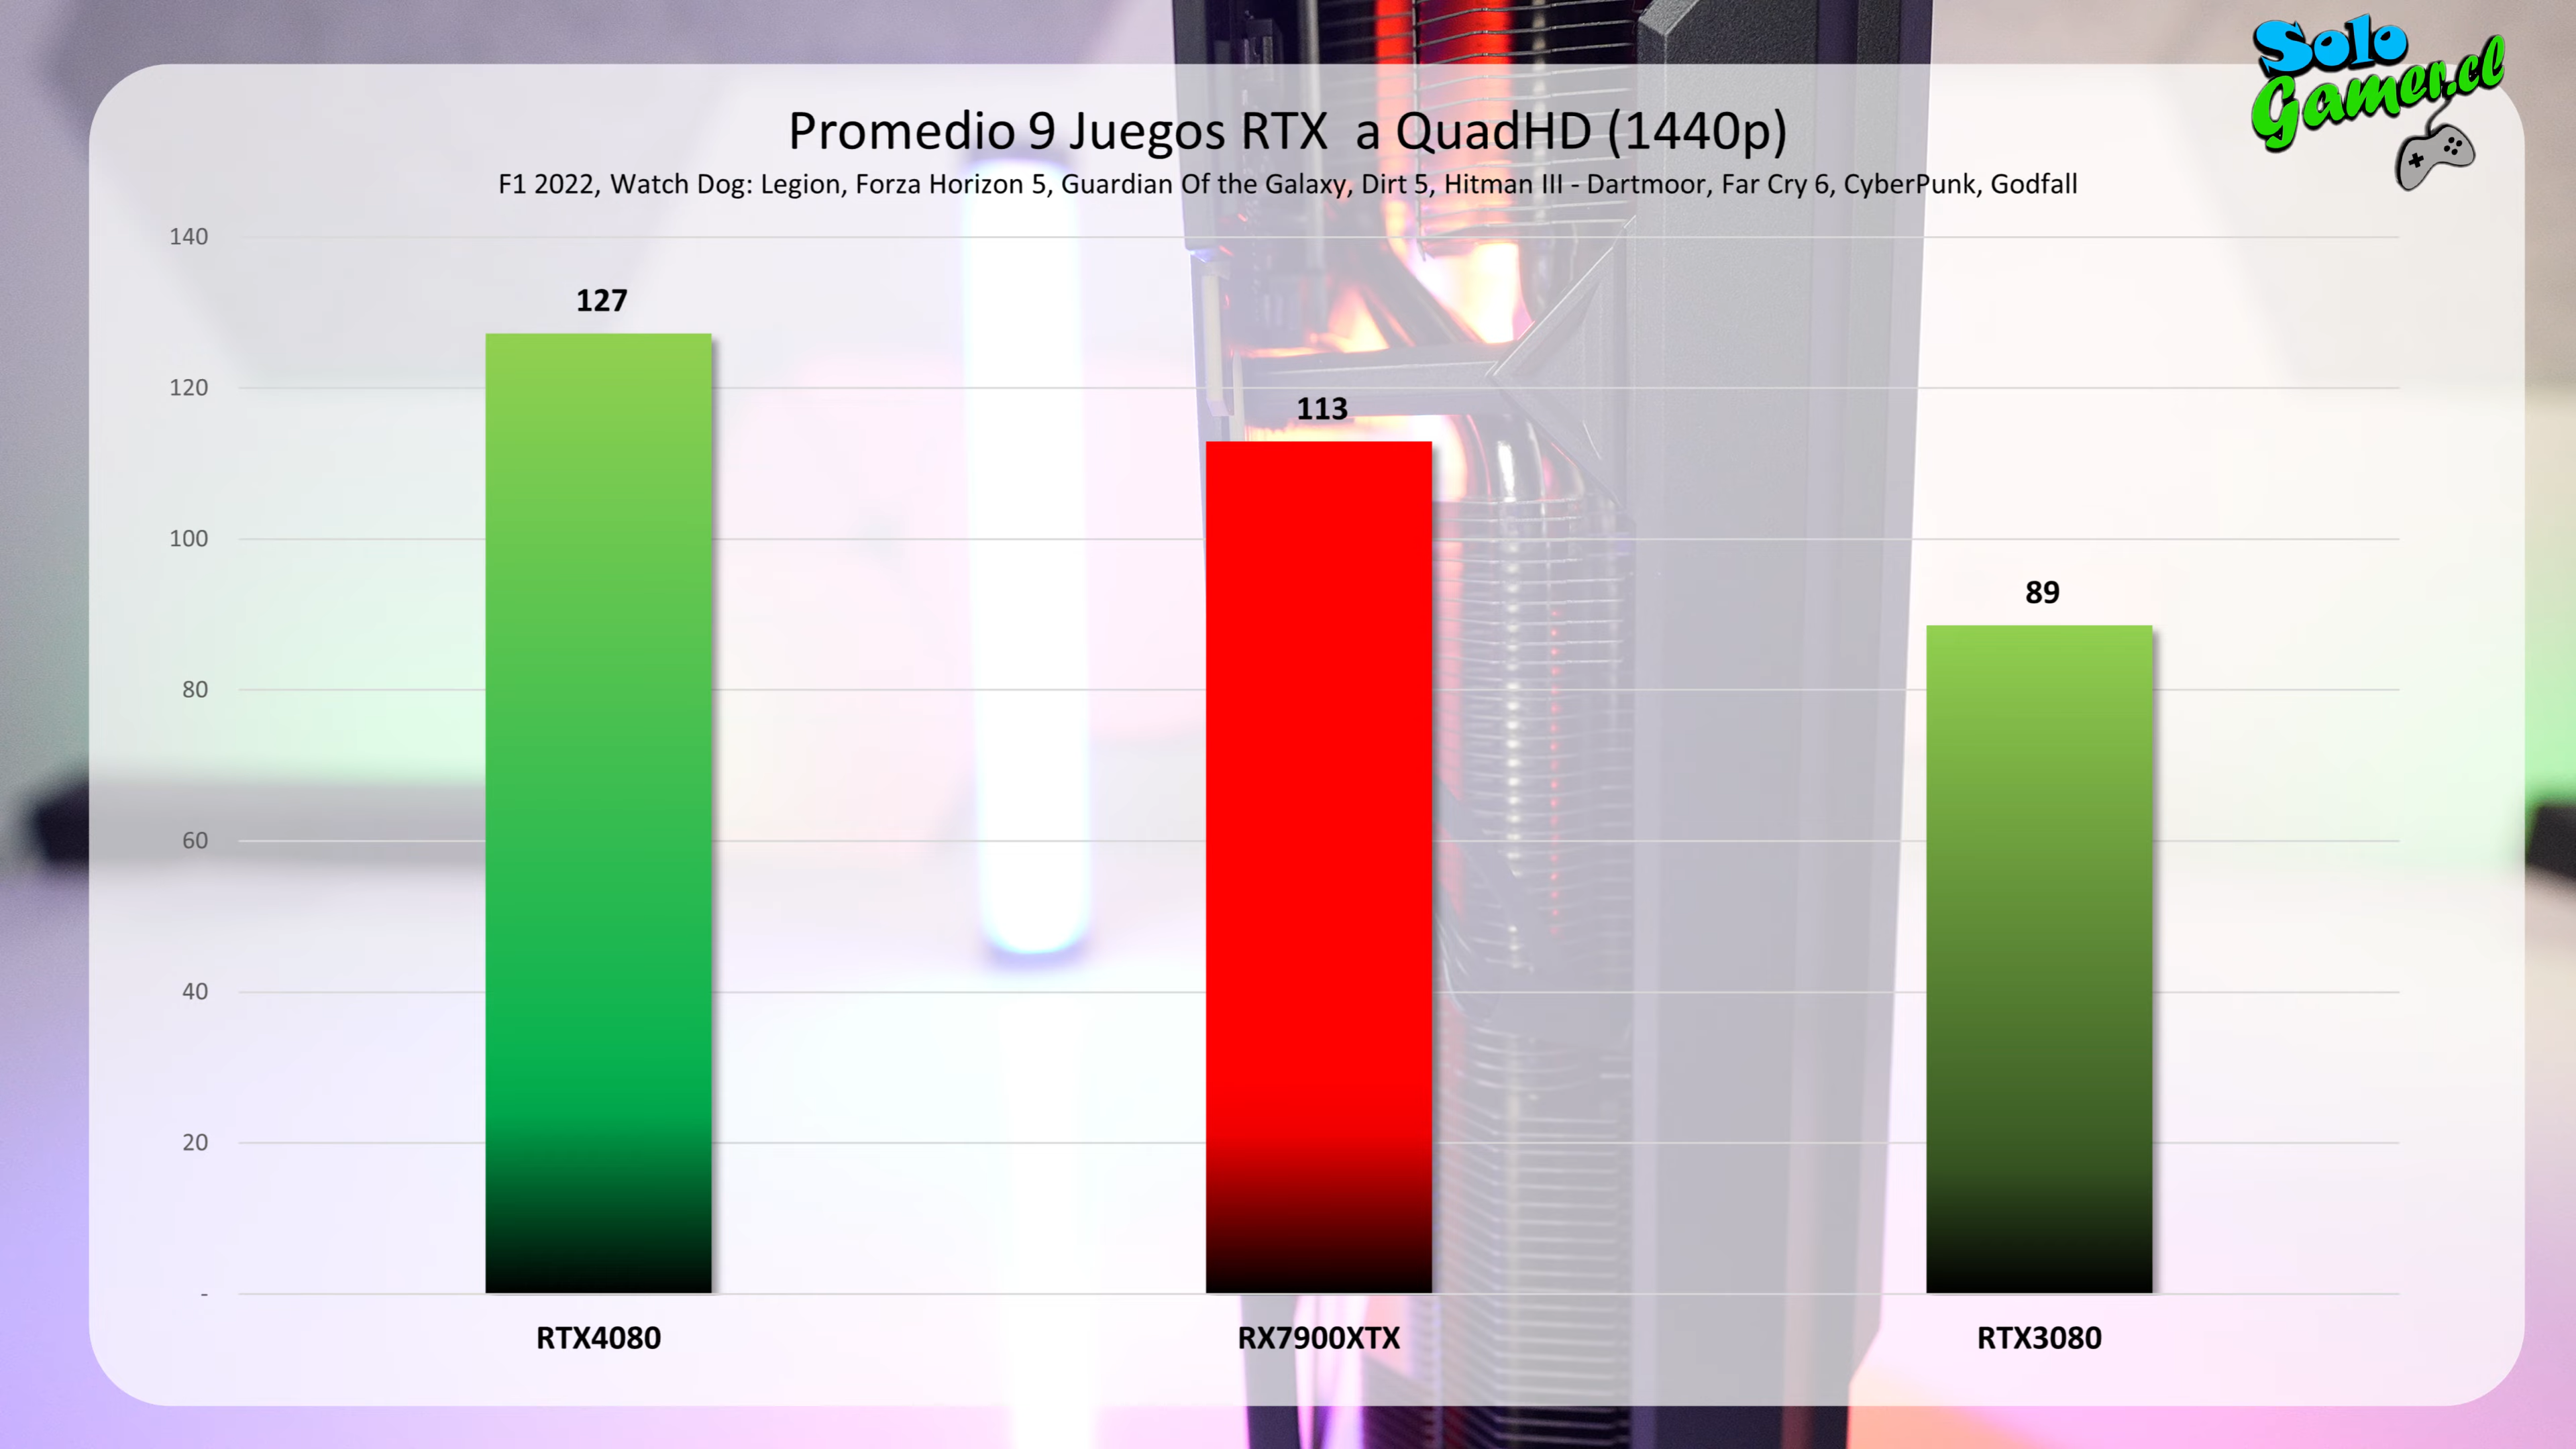 Solo
Gamer.cl
Promedio 9 Juegos RTX  a QuadHD (1440p)
F1 2022, Watch Dog: Legion, Forza Horizon 5, Guardian Of the Galaxy, Dirt 5, Hitman III - Dartmoor, Far Cry 6, CyberPunk, Godfall
140
127
120
113
100
89
80
60
40
20
-
RTX4080
RX7900XTX
RTX3080